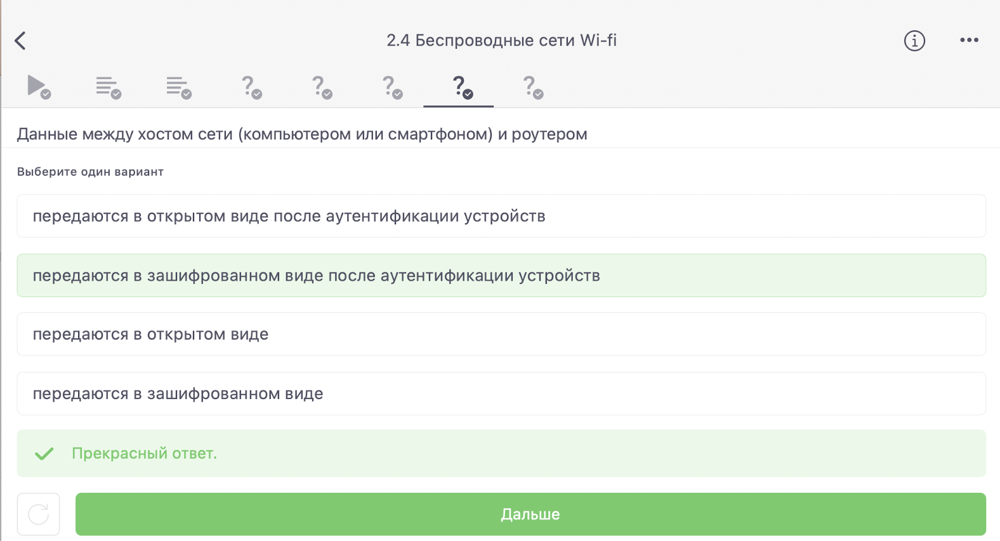 2.4 Беспроводные сети Wi-fi
Данные между хостом сети (компьютером или смартфоном) и роутером
Выберите один вариант
передаются в открытом виде после аутентификации устройств
передаются в зашифрованном виде после аутентификации устройств
передаются в открытом виде
передаются в зашифрованном виде
Прекрасный ответ.
Дальше